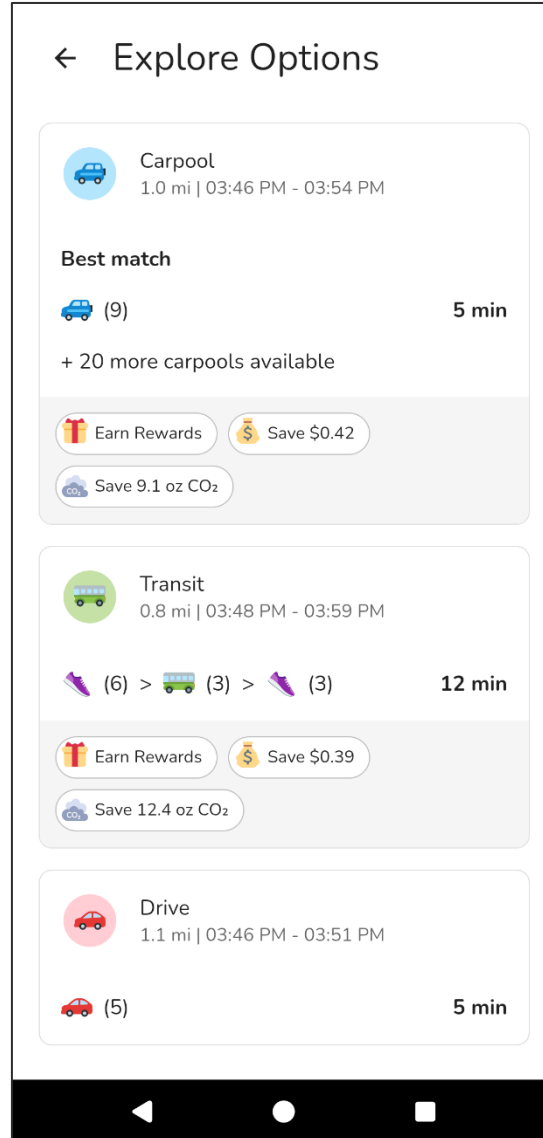 Explore Options
Carpool
1.0 mi | 03:46 PM - 03:54 PM
Best match
(9) 5 min
+ 20 more carpools available
Earn Rewards Save $0.42
CO₂ Save 9.1 oz CO₂
Transit
0.8 mi | 03:48 PM - 03:59 PM
(6) > (3) > (3) 12 min
Earn Rewards Save $0.39
CO₂ Save 12.4 oz CO₂
Drive
1.1 mi | 03:46 PM - 03:51 PM
(5) 5 min